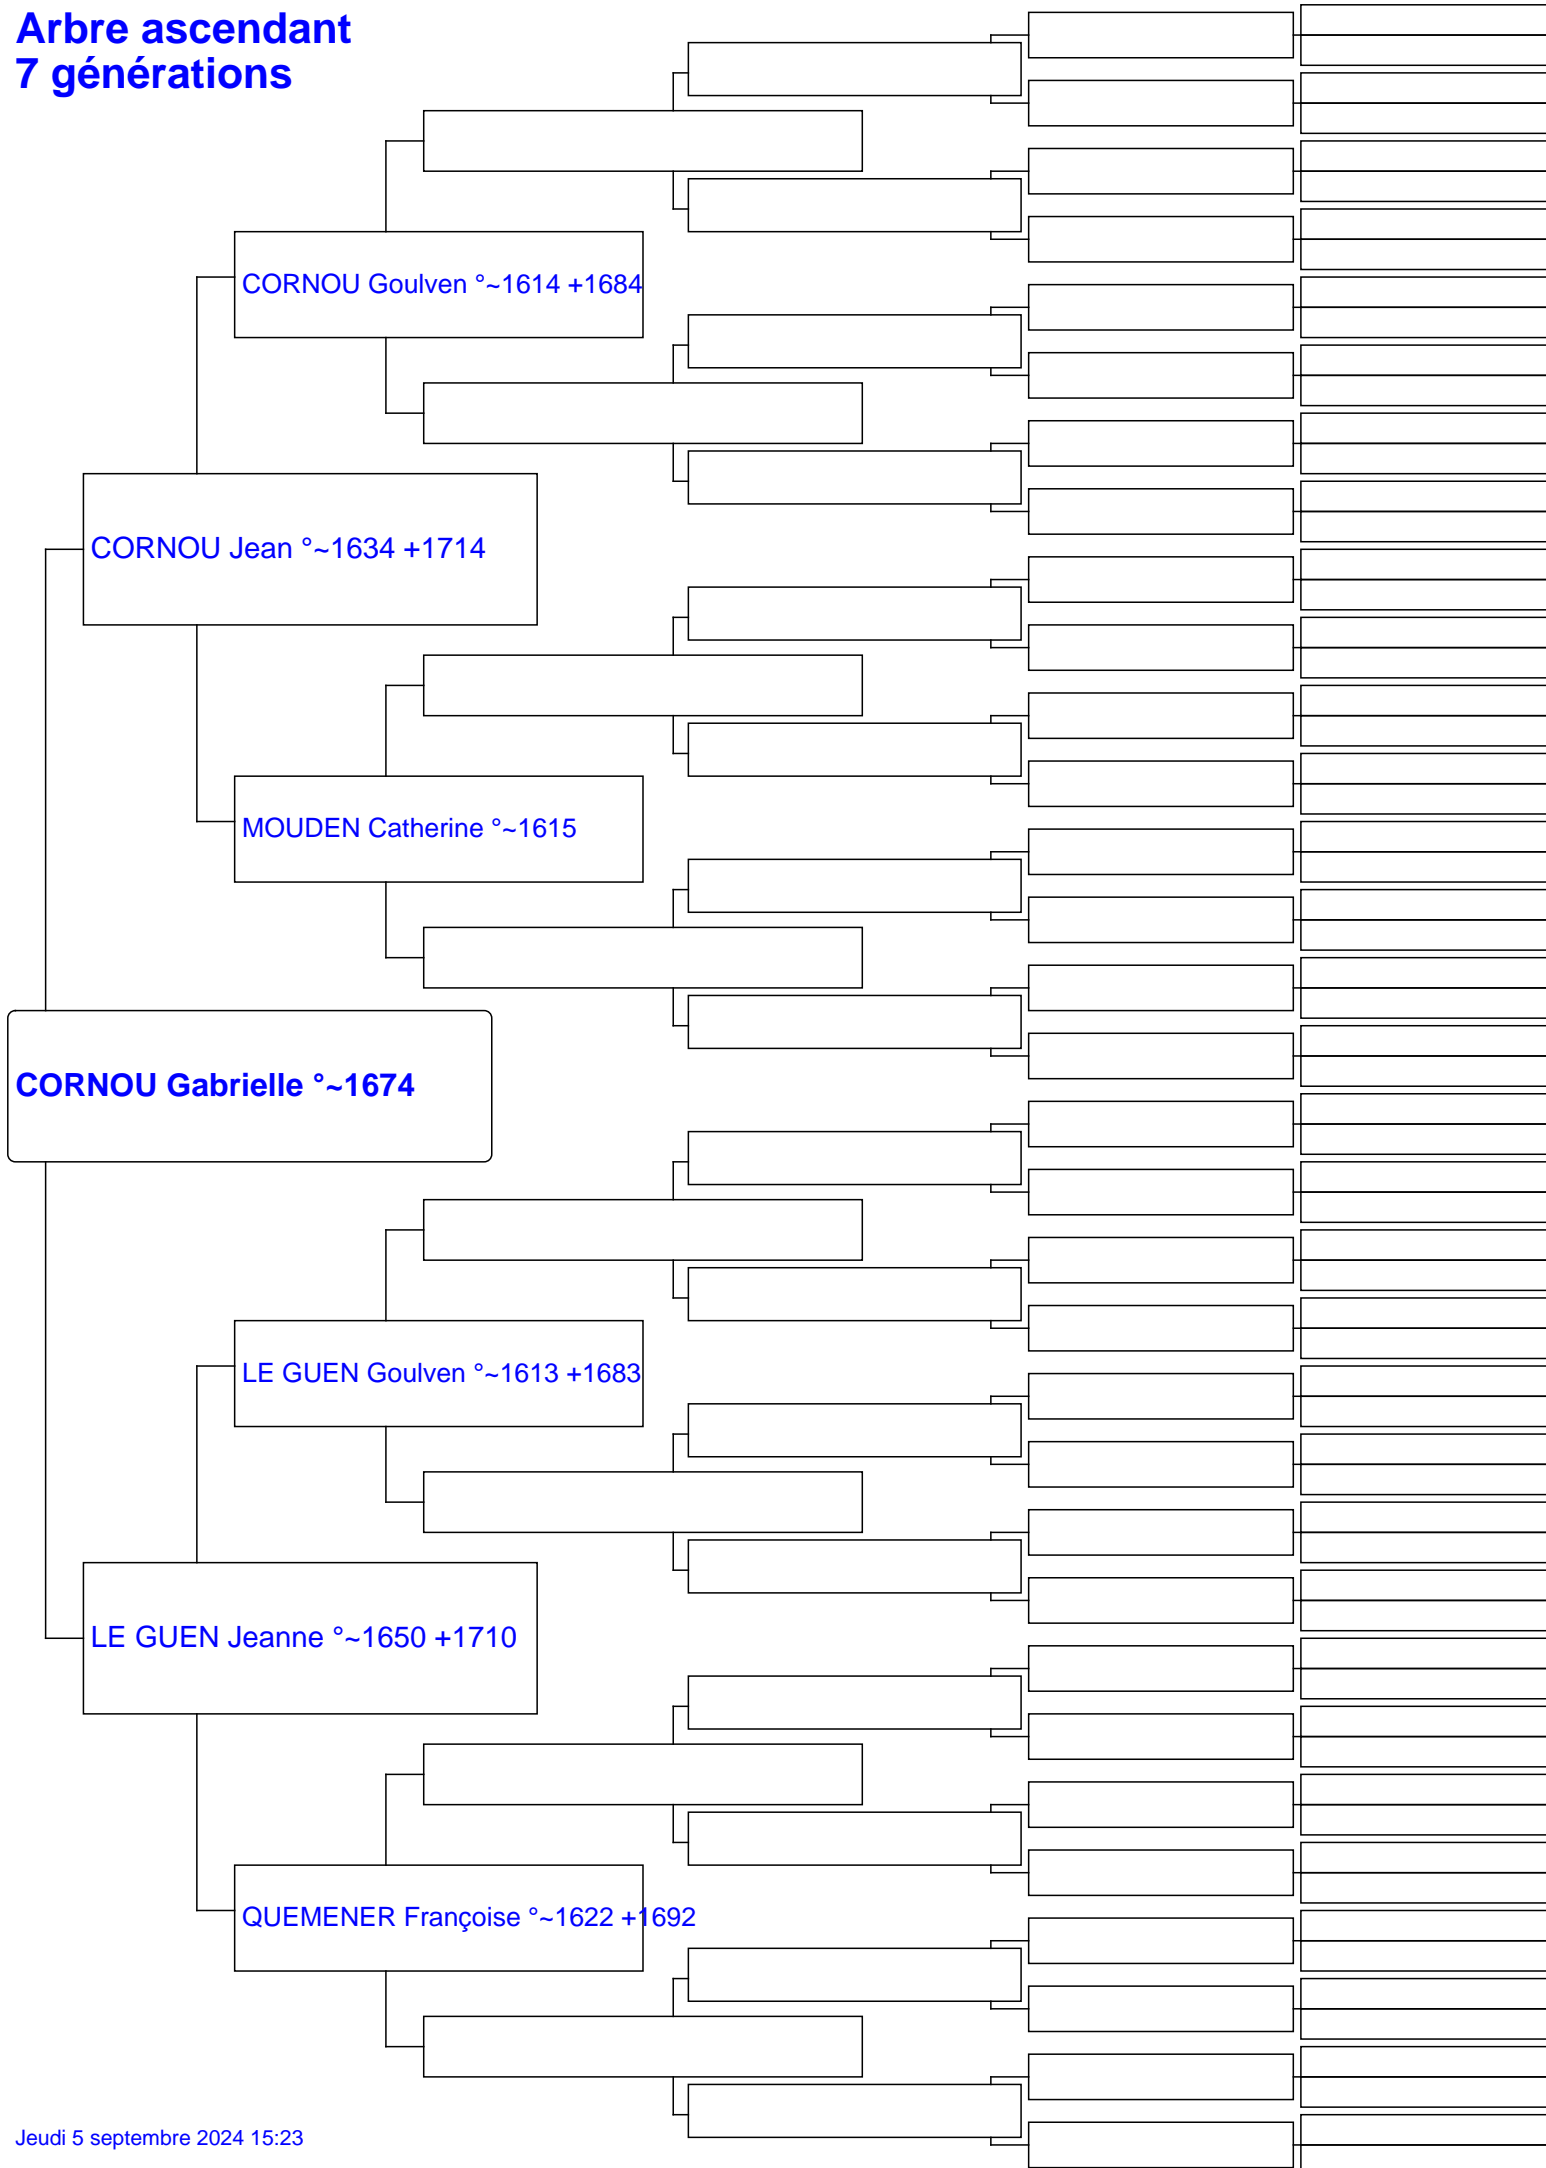 Arbre ascendant
7 générations
CORNOU Goulven °~1614 +1684
CORNOU Jean °~1634 +1714
MOUDEN Catherine °~1615
CORNOU Gabrielle °~1674
LE GUEN Goulven °~1613 +1683
LE GUEN Jeanne °~1650 +1710
QUEMENER Françoise °~1622 +1692
Jeudi 5 septembre 2024 15:23